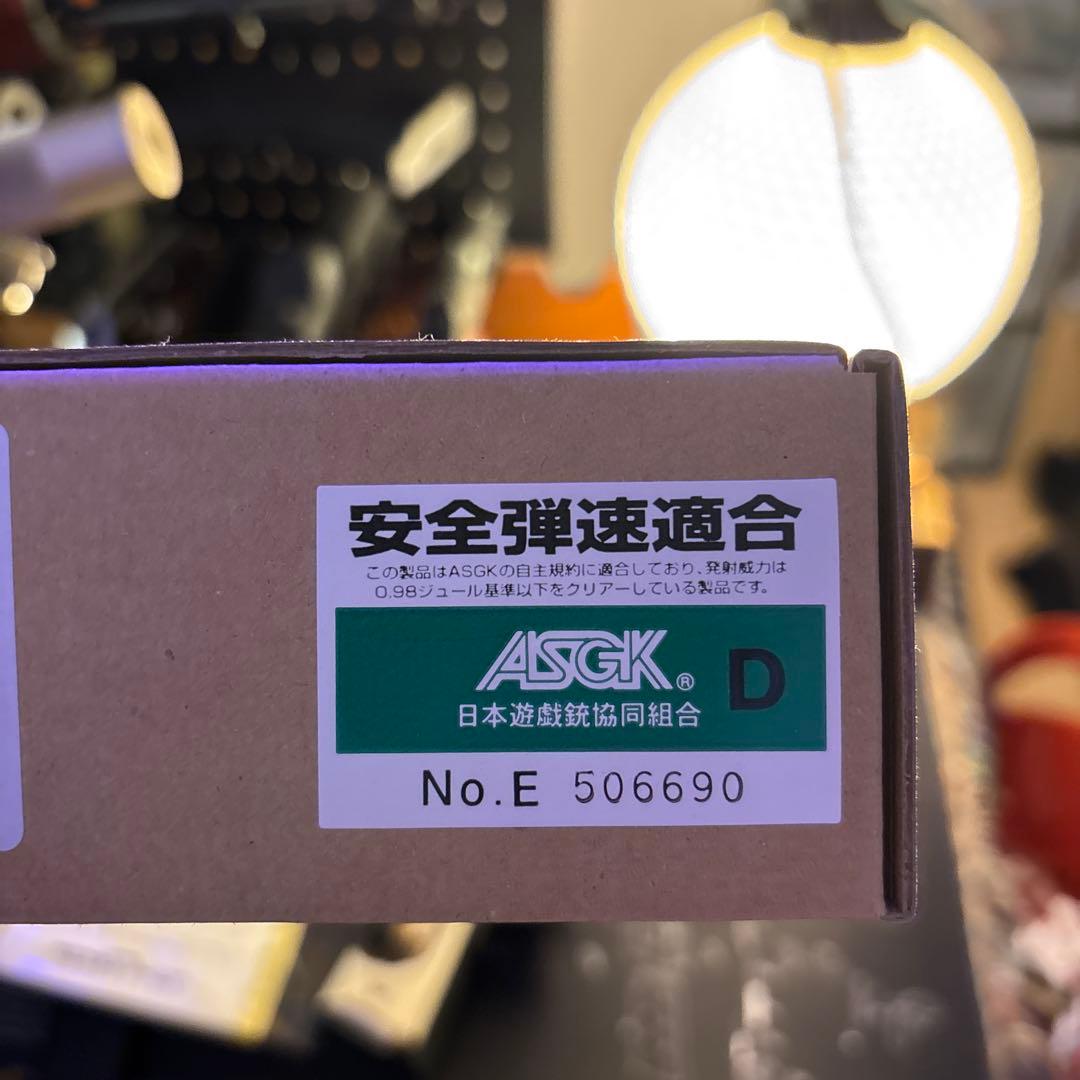 安全弾速適合
この製品はASGKの自主規約に適合しており、発射威力は
0.98ジュール基準以下をクリアーしている製品です。
ASGK®
D
日本遊戯銃協同組合
No.E 506690